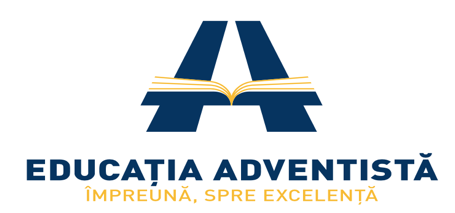 EDUCAȚIA ADVENTISTĂ
ÎMPREUNĂ, SPRE EXCELENȚĂ